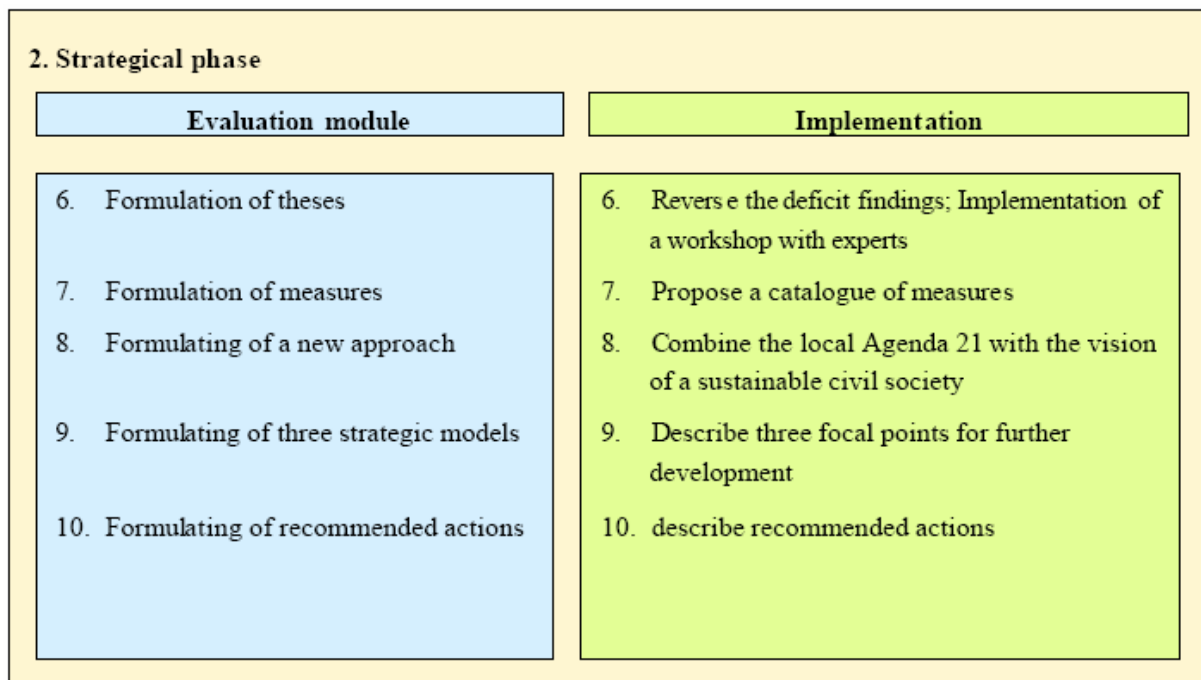 2. Strategical phase
Evaluation module
Implementation
6. Formulation of theses
7. Formulation of measures
8. Formulating of a new approach
9. Formulating of three strategic models
10. Formulating of recommended actions
6. Revers e the deficit findings; Implementation of
a workshop with experts
7. Propose a catalogue of measures
8. Combine the local Agenda 21 with the vision
of a sustainable civil society
9. Describe three focal points for further
development
10. describe recommended actions